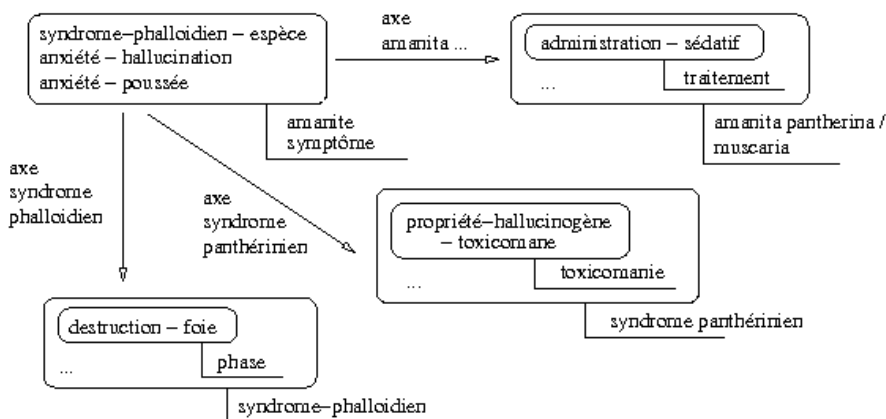 syndrome–phalloidien – espèce
anxiété – hallucination
anxiété – poussée
amanite
symptôme
axe
amanita ...
administration – sédatif
traitement
...
amanita pantherina /
muscaria
axe
syndrome
phalloidien
axe
syndrome
panthérinien
propriété–hallucinogène
– toxicomane
toxicomanie
...
syndrome panthérinien
destruction – foie
phase
...
syndrome–phalloidien